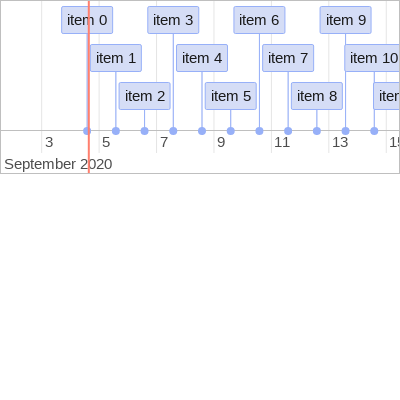 item 0 item 3 item 6 item 9
item 1 item 4 item 7 item 10
item 2 item 5 item 8
3 5 7 9 11 13
September 2020